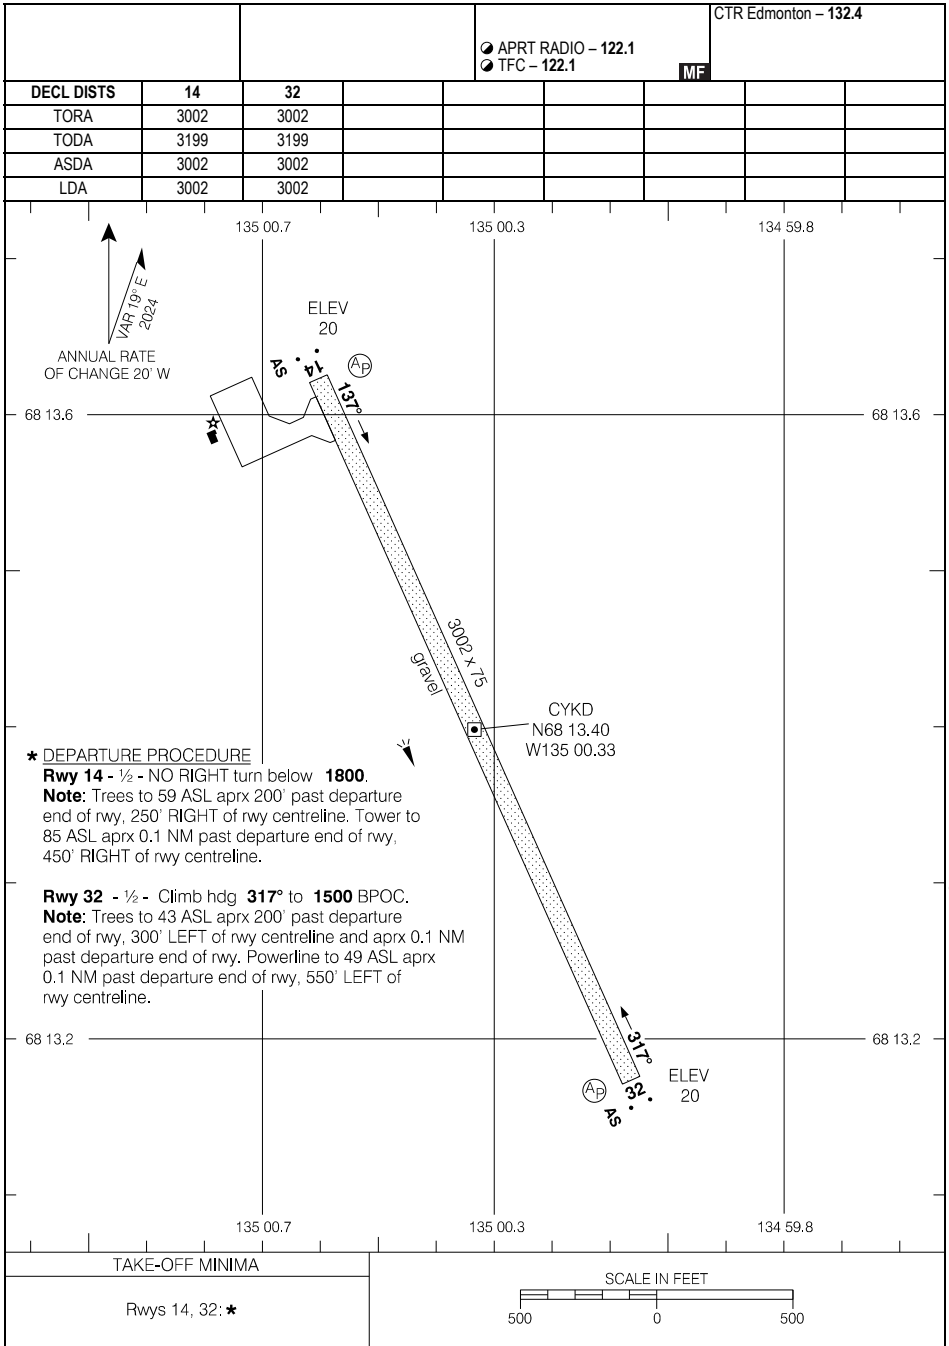 CTR Edmonton – 132.4
APRT RADIO – 122.1
TFC – 122.1
MF
DECL DISTS 14 32
TORA 3002 3002
TODA 3199 3199
ASDA 3002 3002
LDA 3002 3002
135 00.7 135 00.3 134 59.8
VAR 19° E
2024
ANNUAL RATE
OF CHANGE 20' W
ELEV
20
AS
14
AP
137°
68 13.6 68 13.6
3002 x 75
gravel
CYKD
N68 13.40
W135 00.33
* DEPARTURE PROCEDURE
Rwy 14 - ½ - NO RIGHT turn below 1800.
Note: Trees to 59 ASL aprx 200' past departure
end of rwy, 250' RIGHT of rwy centreline. Tower to
85 ASL aprx 0.1 NM past departure end of rwy,
450' RIGHT of rwy centreline.
Rwy 32 - ½ - Climb hdg 317° to 1500 BPOC.
Note: Trees to 43 ASL aprx 200' past departure
end of rwy, 300' LEFT of rwy centreline and aprx 0.1 NM
past departure end of rwy. Powerline to 49 ASL aprx
0.1 NM past departure end of rwy, 550' LEFT of
rwy centreline.
68 13.2 68 13.2
317°
ELEV
20
AP
32
AS
135 00.7 135 00.3 134 59.8
TAKE-OFF MINIMA
Rwys 14, 32: *
SCALE IN FEET
500 0 500